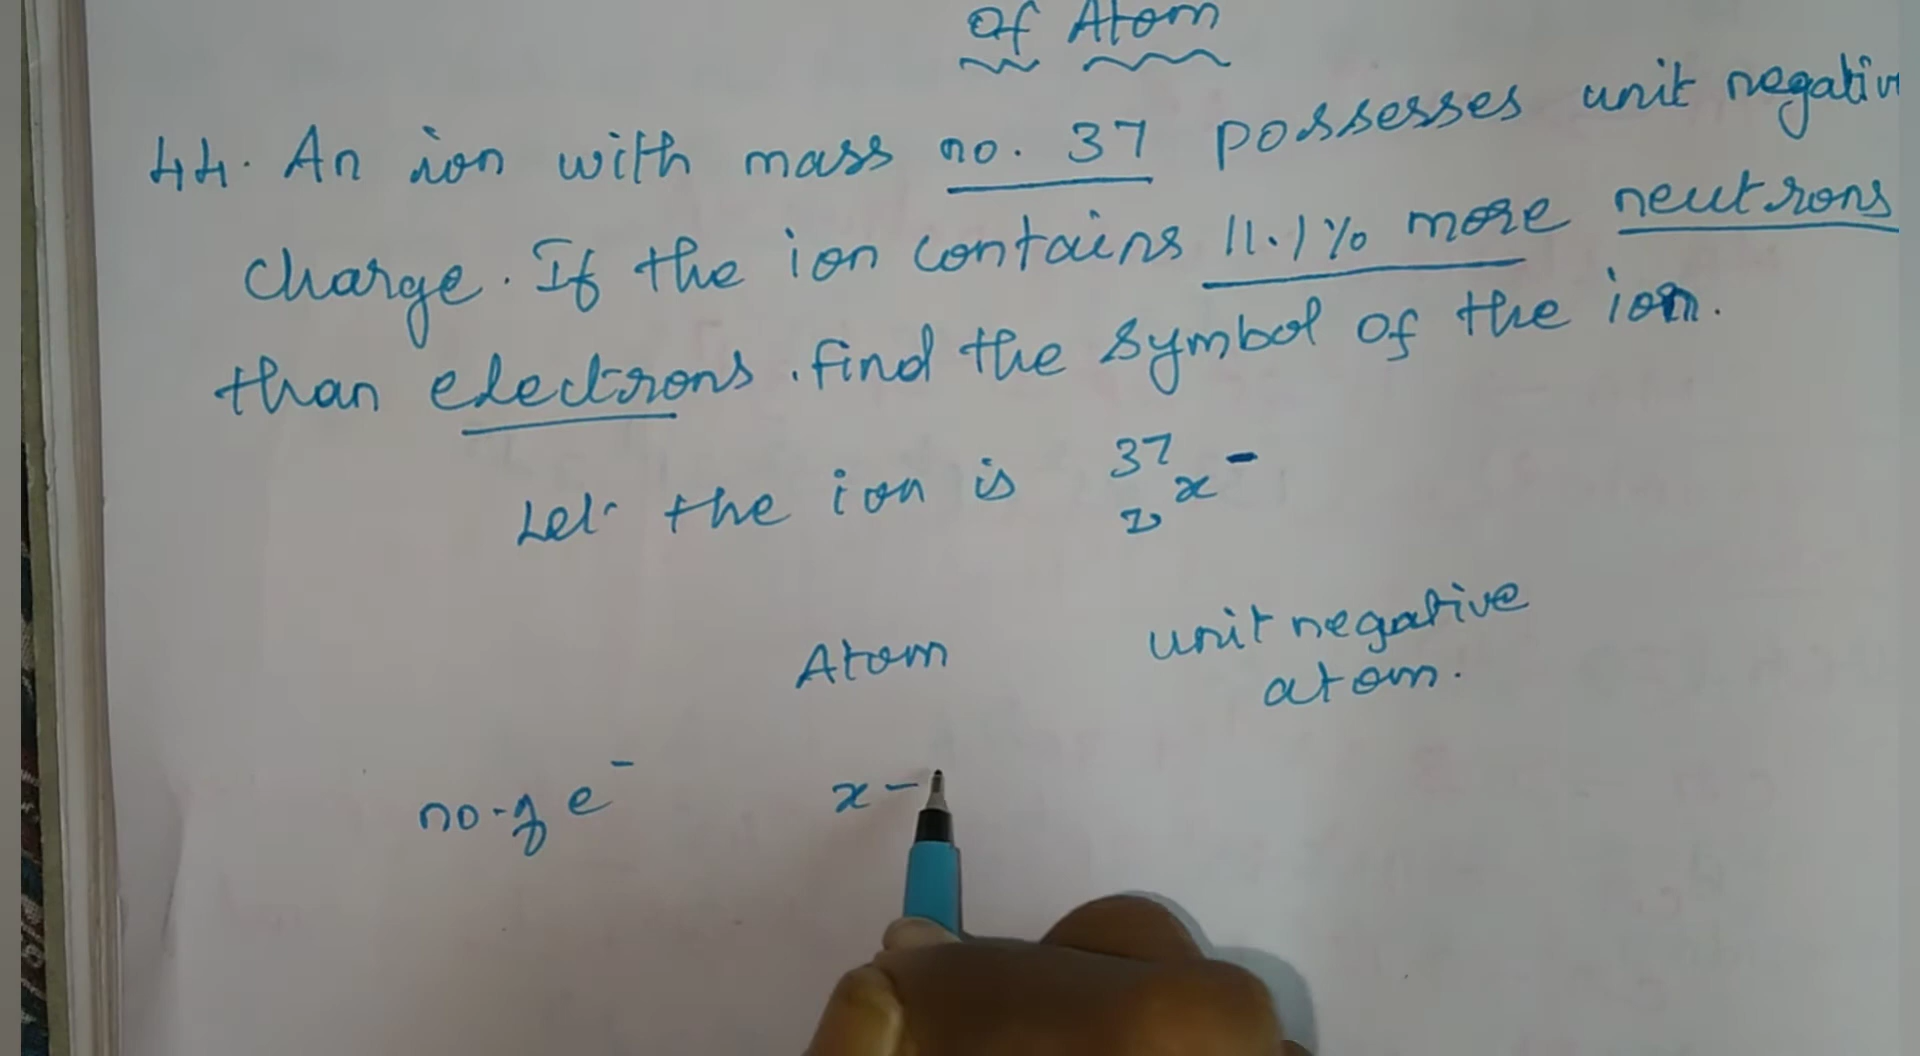 Of Atom
44. An ion with mass no. 37 possesses unit negativ
charge. If the ion contains 11.1% more neutrons
than electrons. find the symbol of the ion.
Let the ion is 37 x -
z
Atom unit negative
atom.
no. of e- x -